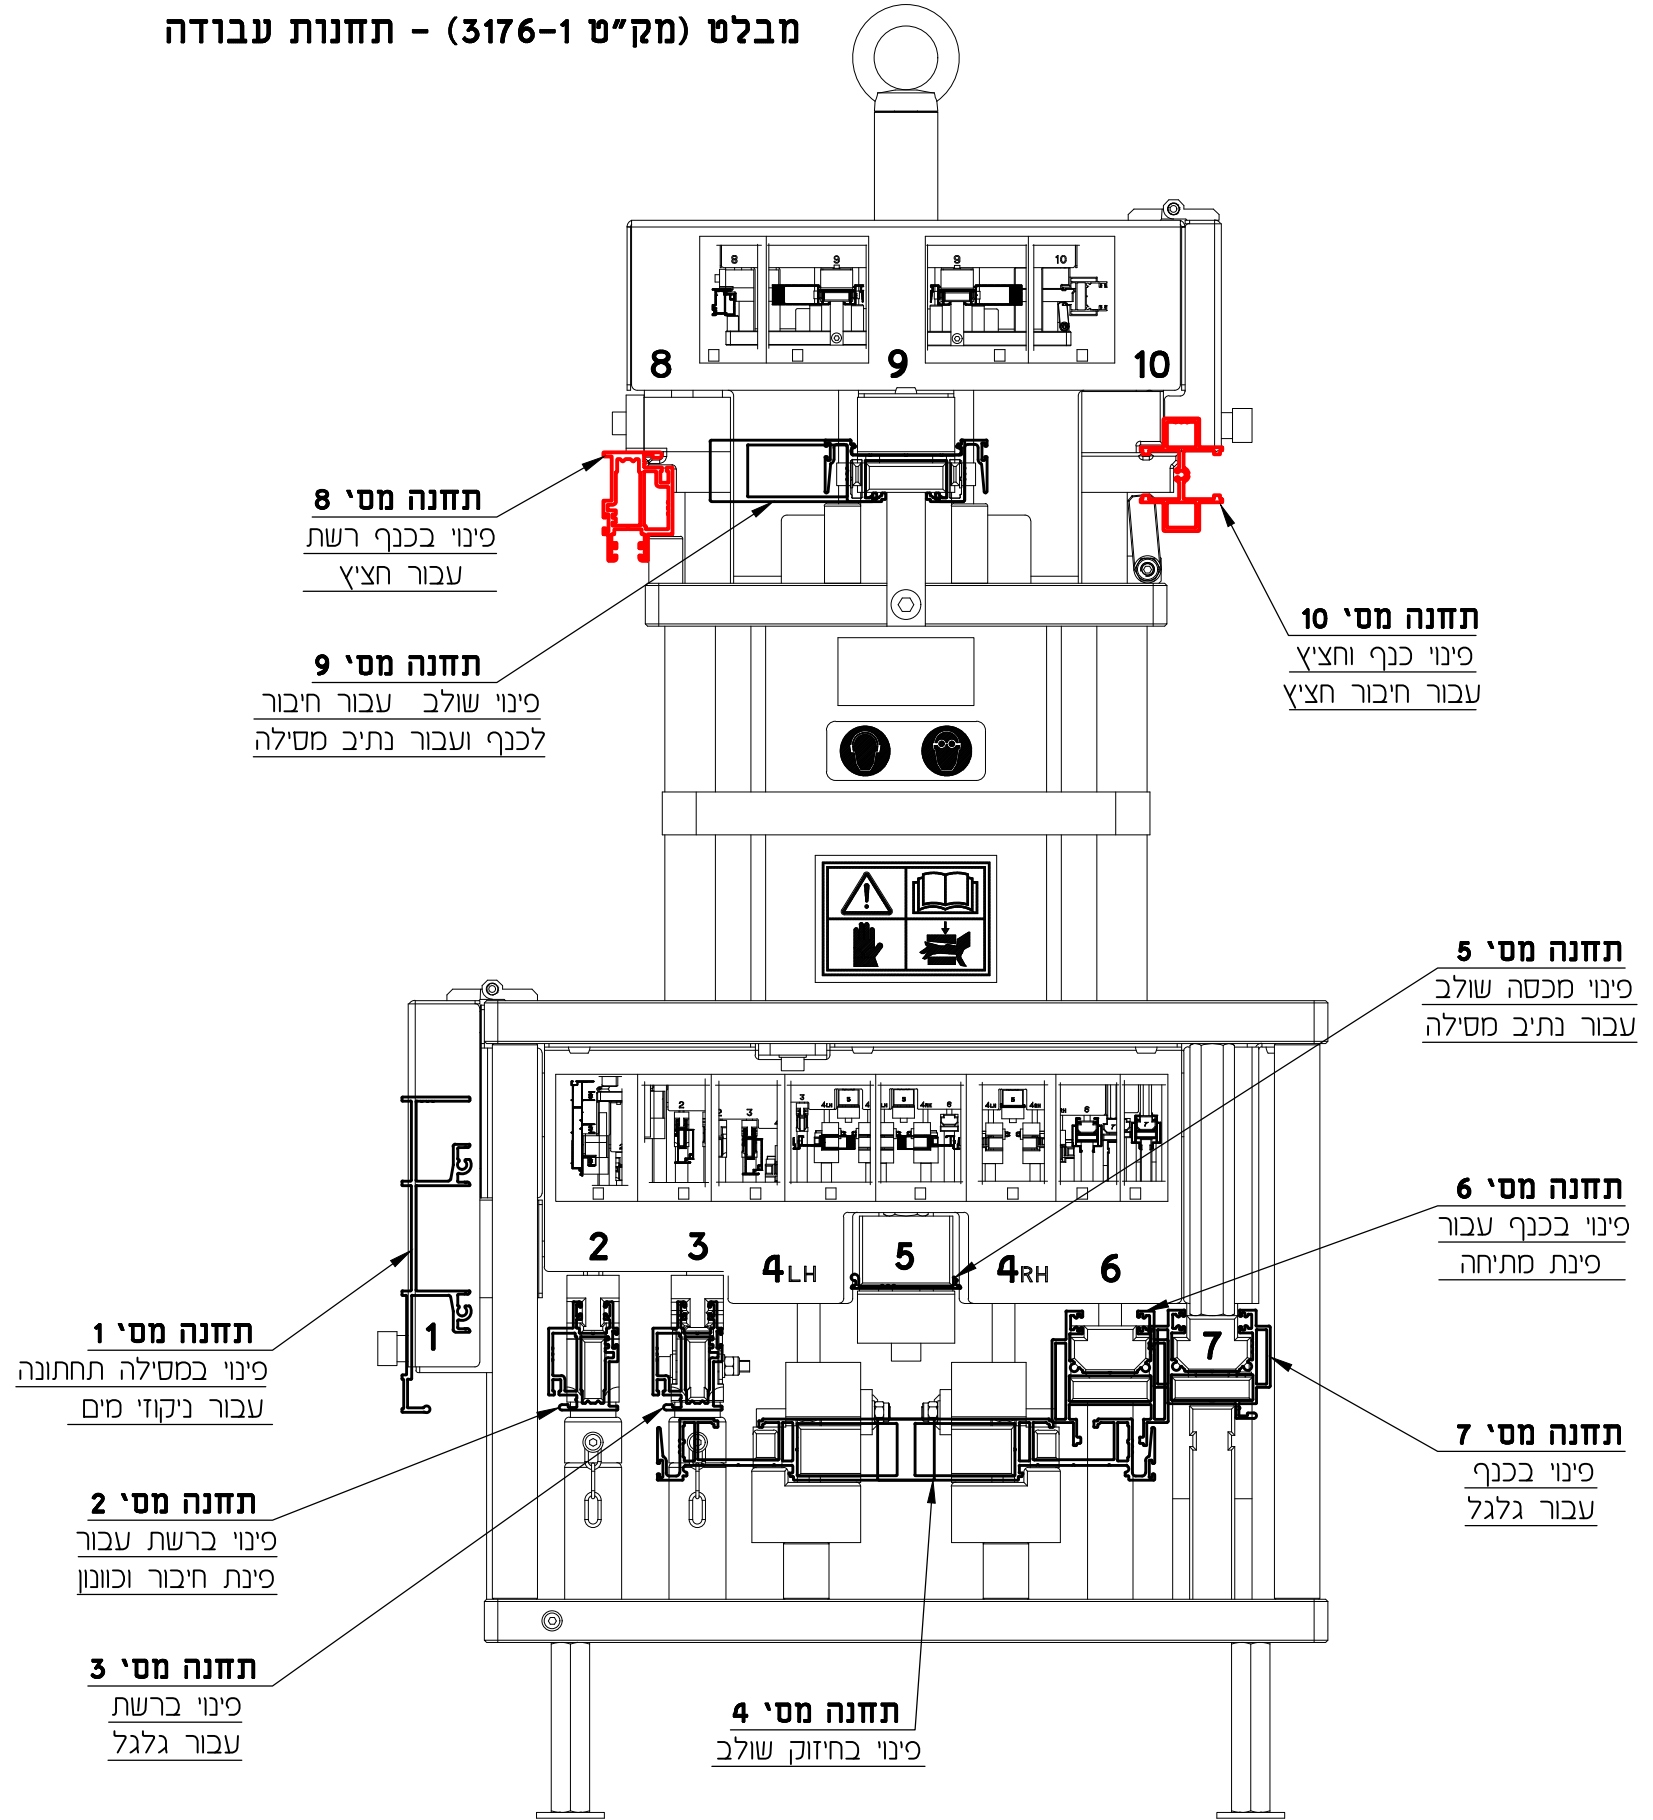 מבלט (מק״ט 3176-1) - תחנות עבודה
8
9
9
10
8
9
10
תחנה מס׳ 8
פינוי בכנף רשת
עבור חציץ
תחנה מס׳ 9
פינוי שולב עבור חיבור
לכנף ועבור נתיב מסילה
תחנה מס׳ 10
פינוי כנף וחציץ
עבור חיבור חציץ
תחנה מס׳ 5
פינוי מכסה שולב
עבור נתיב מסילה
תחנה מס׳ 6
פינוי בכנף עבור
פינת מתיחה
תחנה מס׳ 7
פינוי בכנף
עבור גלגל
2
3
4LH
5
4RH
6
7
1
תחנה מס׳ 1
פינוי במסילה תחתונה
עבור ניקוזי מים
תחנה מס׳ 2
פינוי ברשת עבור
פינת חיבור וכוונון
תחנה מס׳ 3
פינוי ברשת
עבור גלגל
תחנה מס׳ 4
פינוי בחיזוק שולב